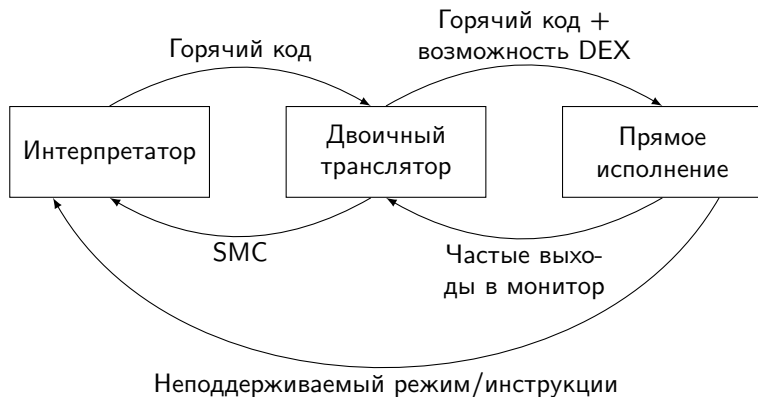 Горячий код
Горячий код +
возможность DEX
Интерпретатор
Двоичный
транслятор
Прямое
исполнение
SMC
Частые выхо-
ды в монитор
Неподдерживаемый режим/инструкции